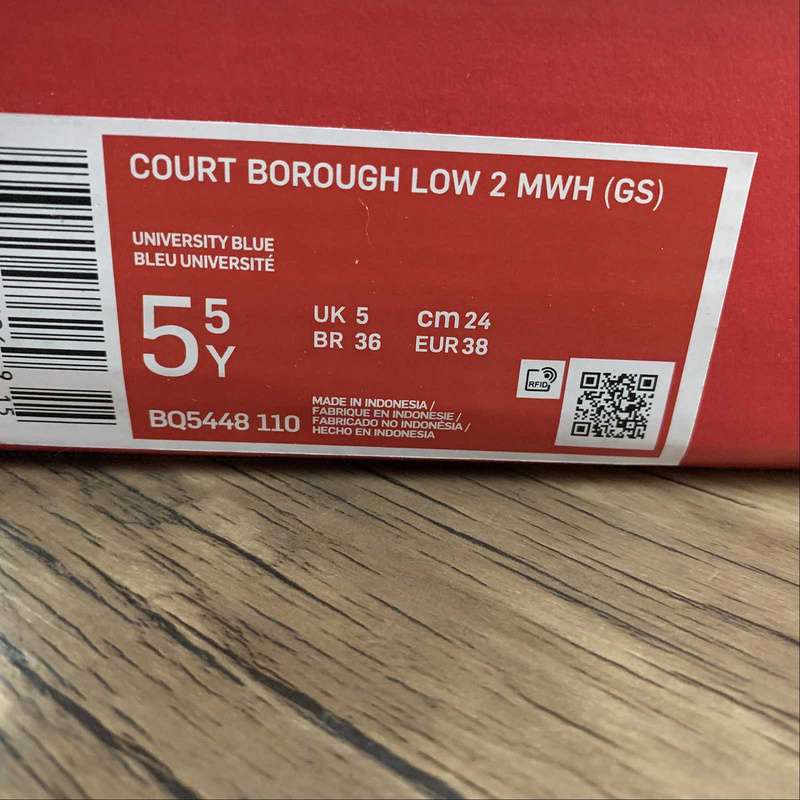 COURT BOROUGH LOW 2 MWH (GS)
UNIVERSITY BLUE
BLEU UNIVERSITÉ
5 5 Y
UK 5
BR 36
cm 24
EUR 38
RFID
BQ5448 110
MADE IN INDONESIA /
FABRIQUE EN INDONESIE /
FABRICADO NO INDONÉSIA /
HECHO EN INDONESIA